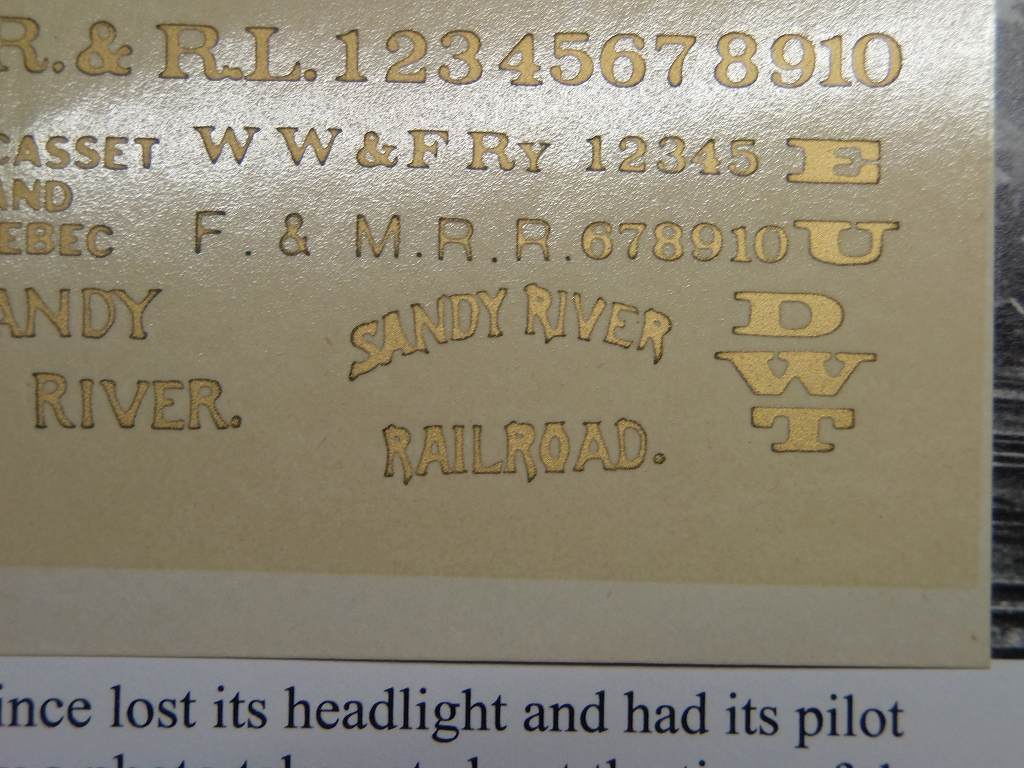 R. & R.L. 12345678910
CASSET W W & F RY 12345 E
AND
EBEC F. & M.R.R. 678910 U
ANDY SANDY RIVER D
RIVER. W
RAILROAD. T
ince lost its headlight and had its pilot